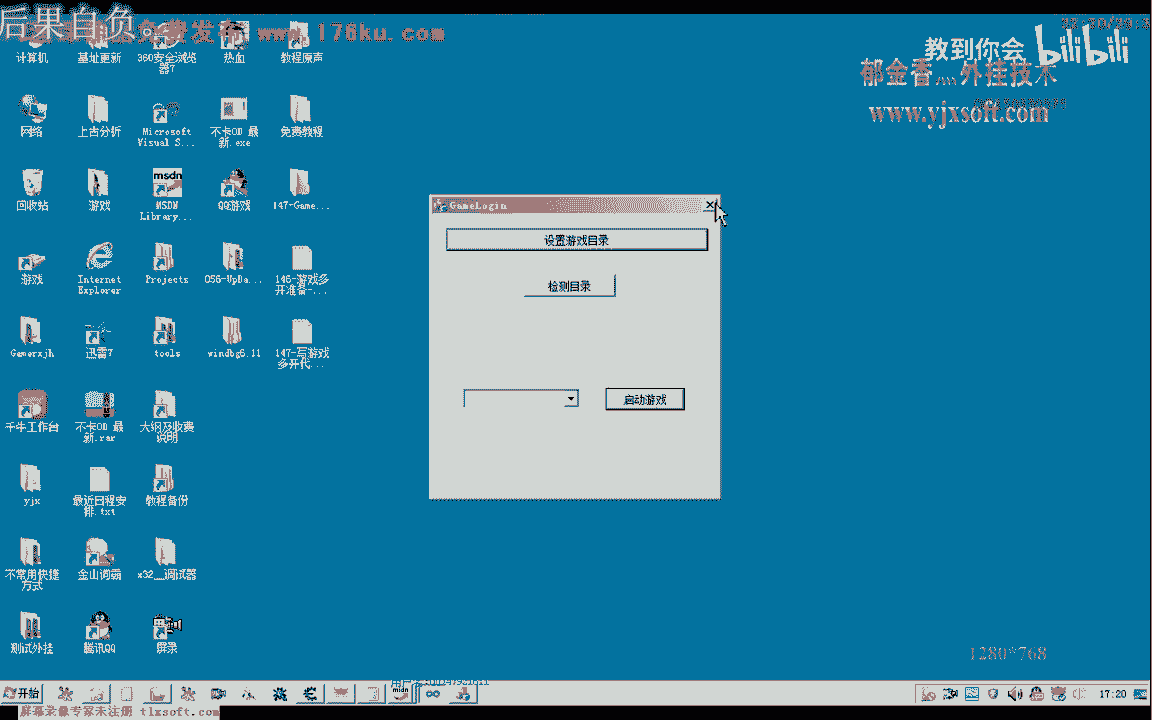 后果自负。
免费发布 www.178ku.com
教到你会 bilibili
郁金香灬外挂技术
www.yjxsoft.com
计算机
基址更新
360安全浏览
器7
热血
教程原声
网络
上古分析
Microsoft
Visual S...
不卡OD 最
新.exe
免费教程
回收站
游戏
msdn
MSDN
Library...
QQ游戏
147-Game...
游戏
Internet
Explorer
Projects
OS6-UpDa...
146-游戏多
开准备-...
Gamerxjh
迅雷7
tools
windbg6.11
147-写游戏
多开代...
千牛工作台
不卡OD 最
新.rar
大纲及收费
说明
yjx
最近日程安
排.txt
教程备份
不常用快捷
方式
金山词霸
x32__调试器
测试外挂
腾讯QQ
屏录
GameLogin
设置游戏目录
检测目录
启动游戏
1280*768
开始
msdn
17:20
屏幕录像专家未注册 tlxsoft.com